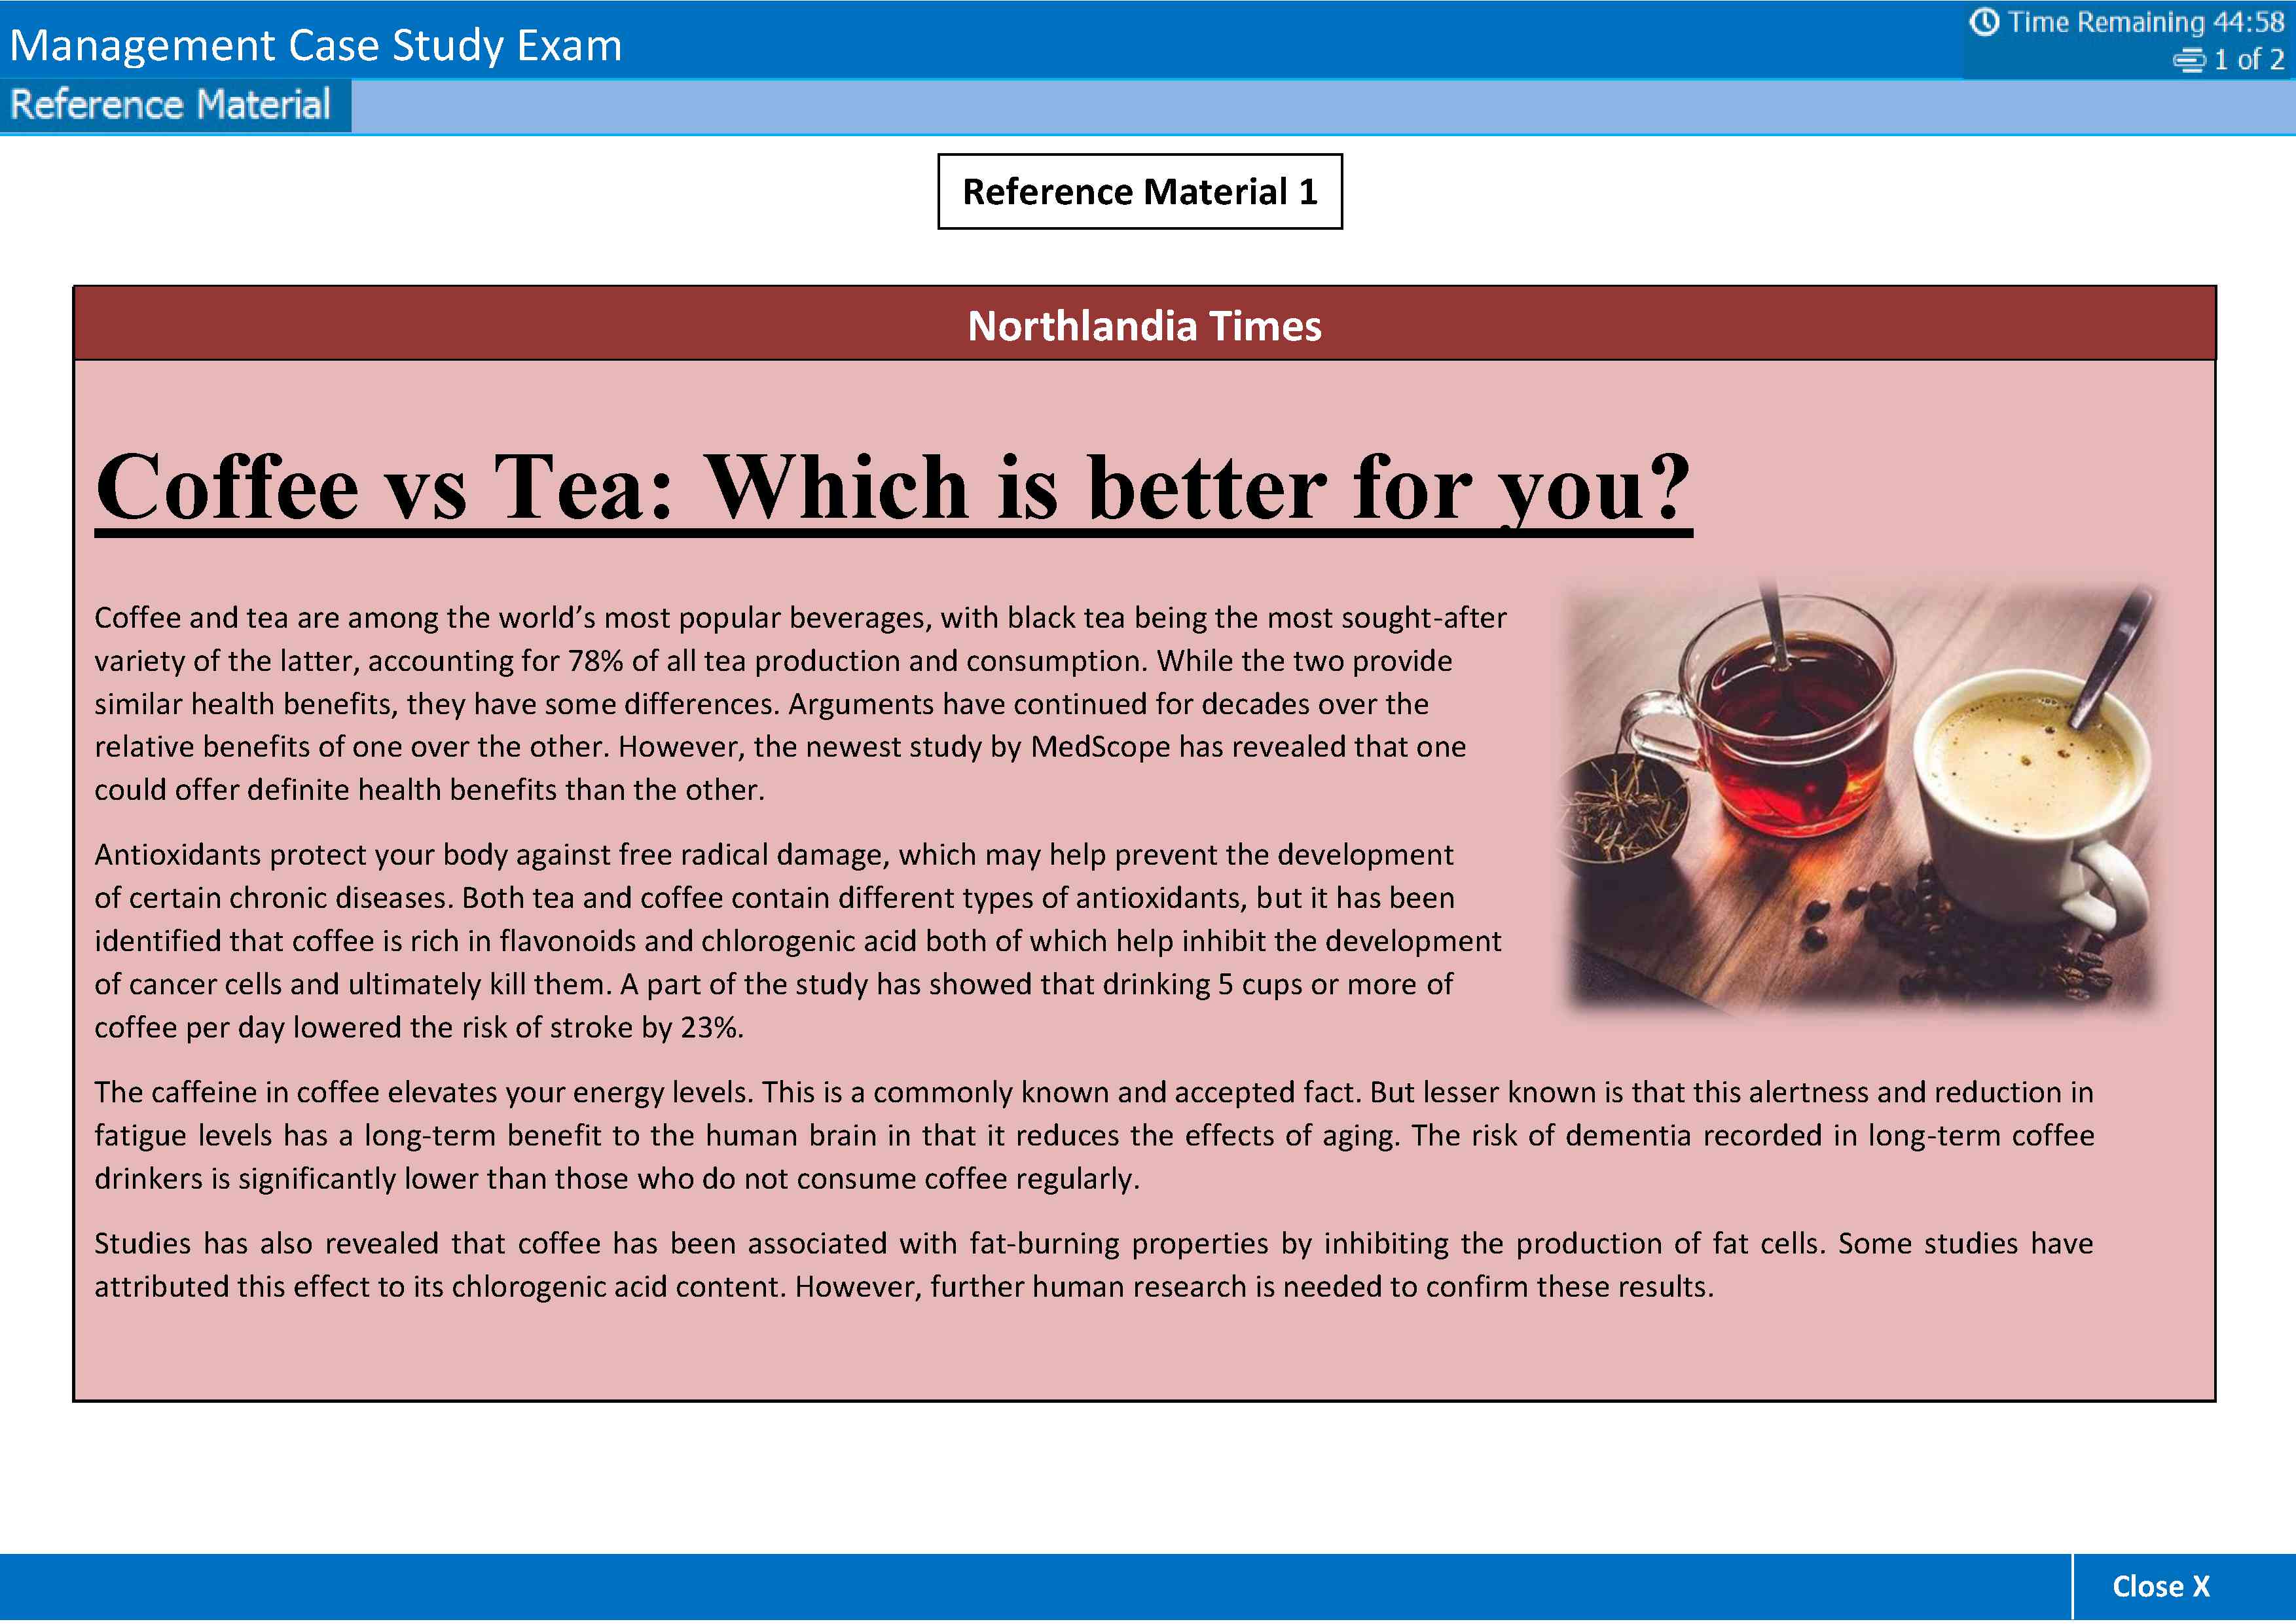 Management Case Study Exam
Time Remaining 44:58
1 of 2
Reference Material
Reference Material 1
Northlandia Times
Coffee vs Tea: Which is better for you?
Coffee and tea are among the world’s most popular beverages, with black tea being the most sought-after
variety of the latter, accounting for 78% of all tea production and consumption. While the two provide
similar health benefits, they have some differences. Arguments have continued for decades over the
relative benefits of one over the other. However, the newest study by MedScope has revealed that one
could offer definite health benefits than the other.
Antioxidants protect your body against free radical damage, which may help prevent the development
of certain chronic diseases. Both tea and coffee contain different types of antioxidants, but it has been
identified that coffee is rich in flavonoids and chlorogenic acid both of which help inhibit the development
of cancer cells and ultimately kill them. A part of the study has showed that drinking 5 cups or more of
coffee per day lowered the risk of stroke by 23%.
The caffeine in coffee elevates your energy levels. This is a commonly known and accepted fact. But lesser known is that this alertness and reduction in
fatigue levels has a long-term benefit to the human brain in that it reduces the effects of aging. The risk of dementia recorded in long-term coffee
drinkers is significantly lower than those who do not consume coffee regularly.
Studies has also revealed that coffee has been associated with fat-burning properties by inhibiting the production of fat cells. Some studies have
attributed this effect to its chlorogenic acid content. However, further human research is needed to confirm these results.
Close X